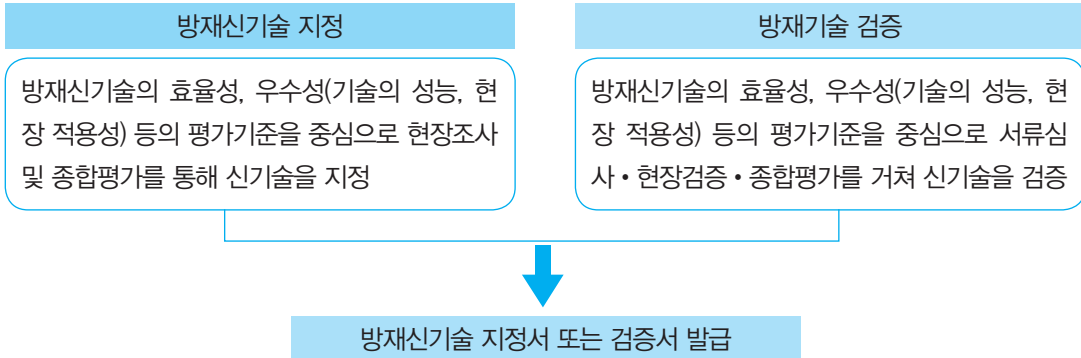 방재신기술 지정
방재신기술의 효율성, 우수성(기술의 성능, 현
장 적용성) 등의 평가기준을 중심으로 현장조사
및 종합평가를 통해 신기술을 지정
방재기술 검증
방재신기술의 효율성, 우수성(기술의 성능, 현
장 적용성) 등의 평가기준을 중심으로 서류심
사 • 현장검증 • 종합평가를 거쳐 신기술을 검증
방재신기술 지정서 또는 검증서 발급